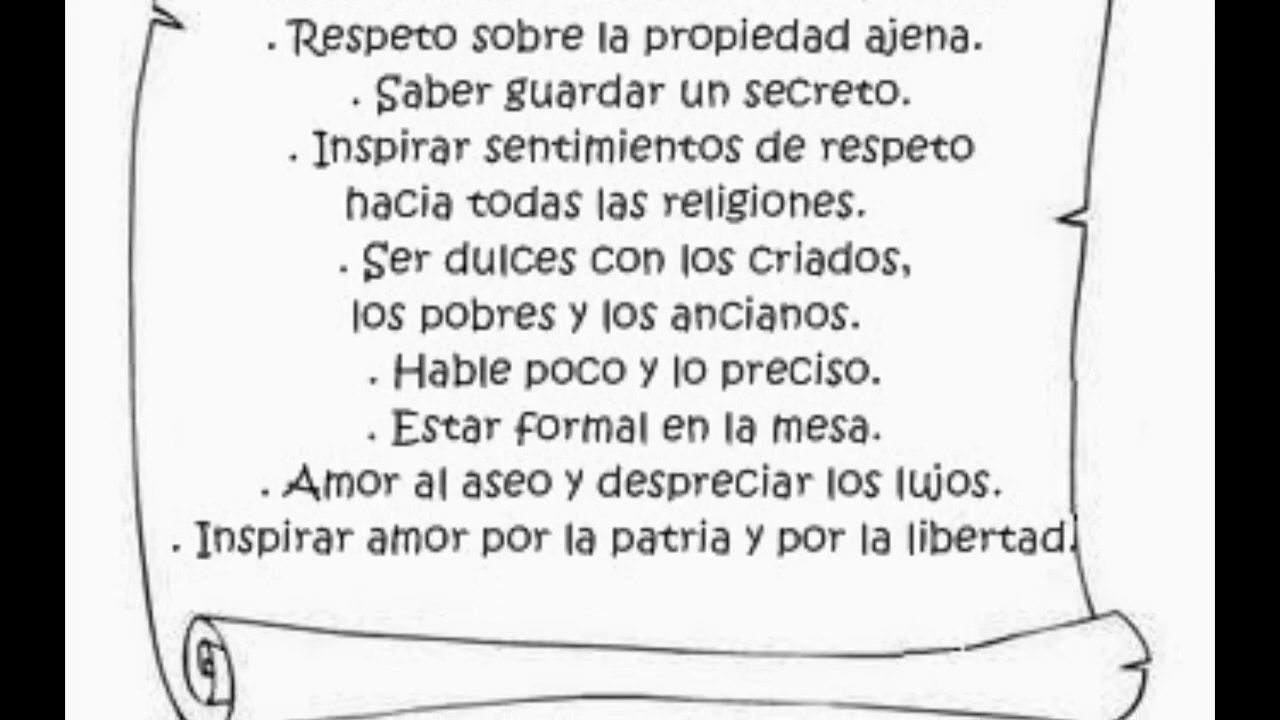 . Respeto sobre la propiedad ajena.
. Saber guardar un secreto.
. Inspirar sentimientos de respeto
hacia todas las religiones.
. Ser dulces con los criados,
los pobres y los ancianos.
. Hable poco y lo preciso.
. Estar formal en la mesa.
. Amor al aseo y despreciar los lujos.
. Inspirar amor por la patria y por la libertad.